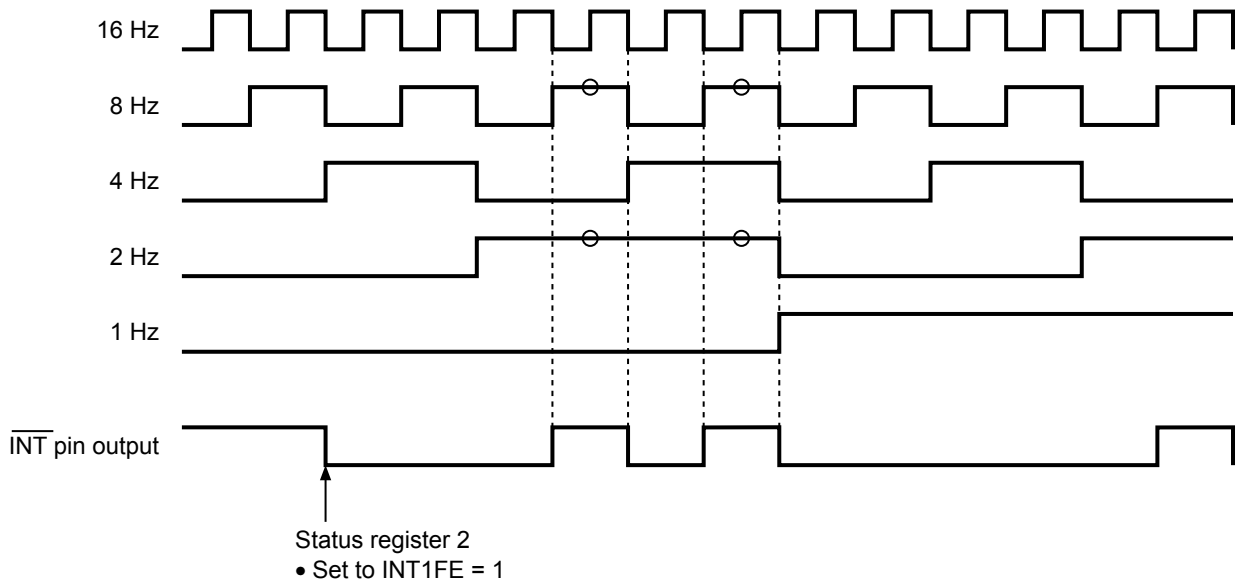 16 Hz
8 Hz
4 Hz
2 Hz
1 Hz
INT pin output
Status register 2
• Set to INT1FE = 1